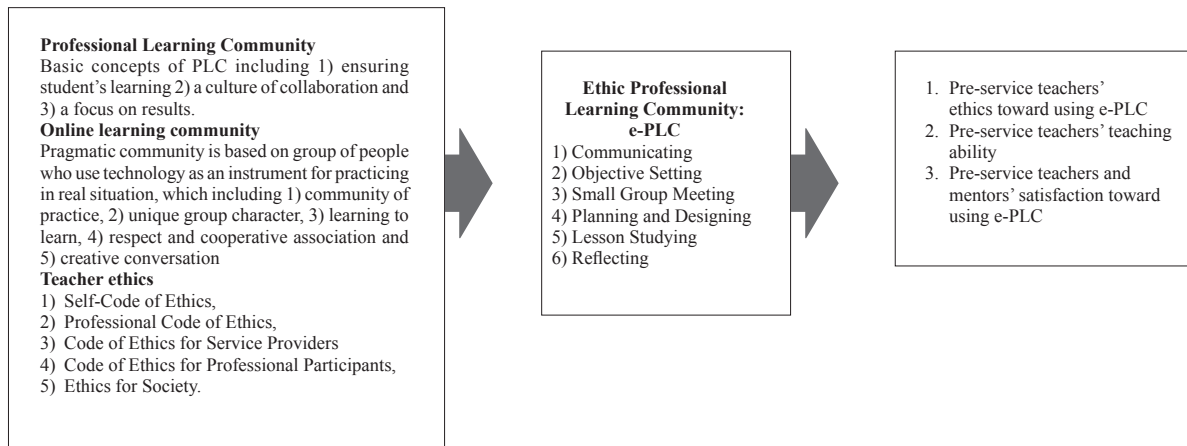 Professional Learning Community
Basic concepts of PLC including 1) ensuring
student’s learning 2) a culture of collaboration and
3) a focus on results.
Online learning community
Pragmatic community is based on group of people
who use technology as an instrument for practicing
in real situation, which including 1) community of
practice, 2) unique group character, 3) learning to
learn, 4) respect and cooperative association and
5) creative conversation
Teacher ethics
1) Self-Code of Ethics,
2) Professional Code of Ethics,
3) Code of Ethics for Service Providers
4) Code of Ethics for Professional Participants,
5) Ethics for Society.
Ethic Professional
Learning Community:
e-PLC
1) Communicating
2) Objective Setting
3) Small Group Meeting
4) Planning and Designing
5) Lesson Studying
6) Reflecting
1. Pre-service teachers’
ethics toward using e-PLC
2. Pre-service teachers’ teaching
ability
3. Pre-service teachers and
mentors’ satisfaction toward
using e-PLC